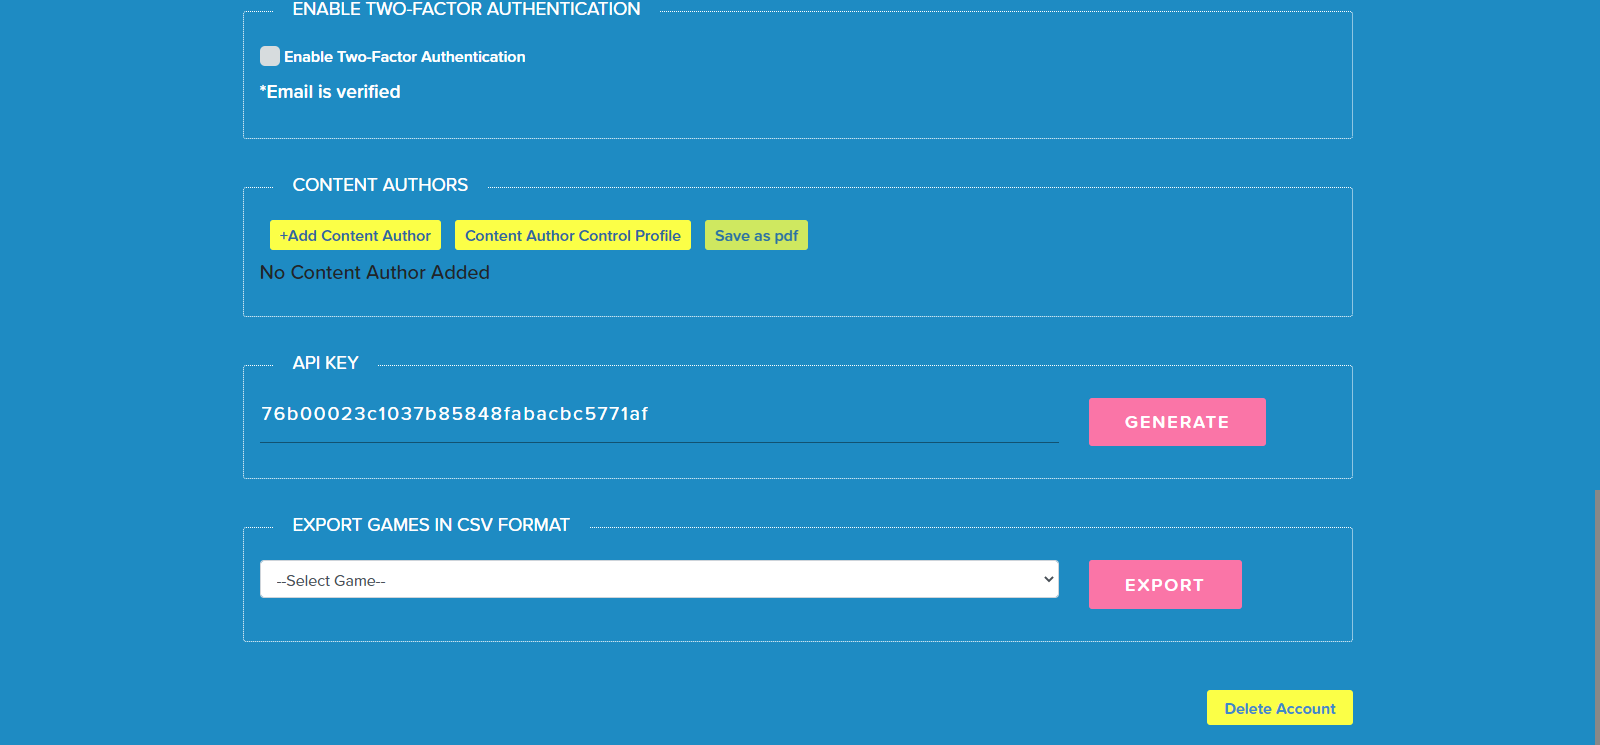 ENABLE TWO-FACTOR AUTHENTICATION
Enable Two-Factor Authentication
*Email is verified
CONTENT AUTHORS
+Add Content Author Content Author Control Profile Save as pdf
No Content Author Added
API KEY
76b00023c1037b85848fabacbc5771af GENERATE
EXPORT GAMES IN CSV FORMAT
--Select Game-- EXPORT
Delete Account